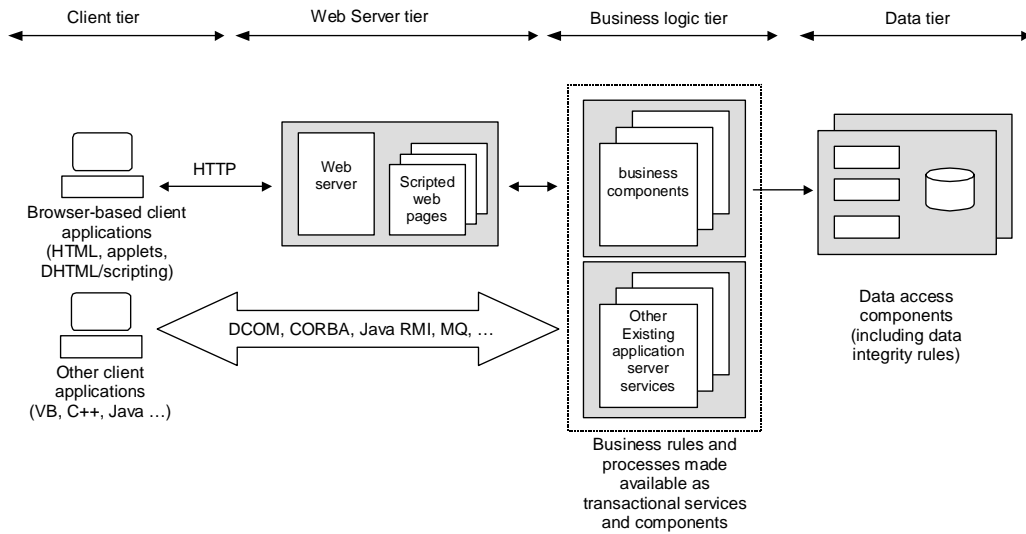 Client tier
Web Server tier
Business logic tier
Data tier
HTTP
Web
server
Scripted
web
pages
business
components
Browser-based client
applications
(HTML, applets,
DHTML/scripting)
DCOM, CORBA, Java RMI, MQ, …
Other
Existing
application
server
services
Data access
components
(including data
integrity rules)
Other client
applications
(VB, C++, Java …)
Business rules and
processes made
available as
transactional services
and components